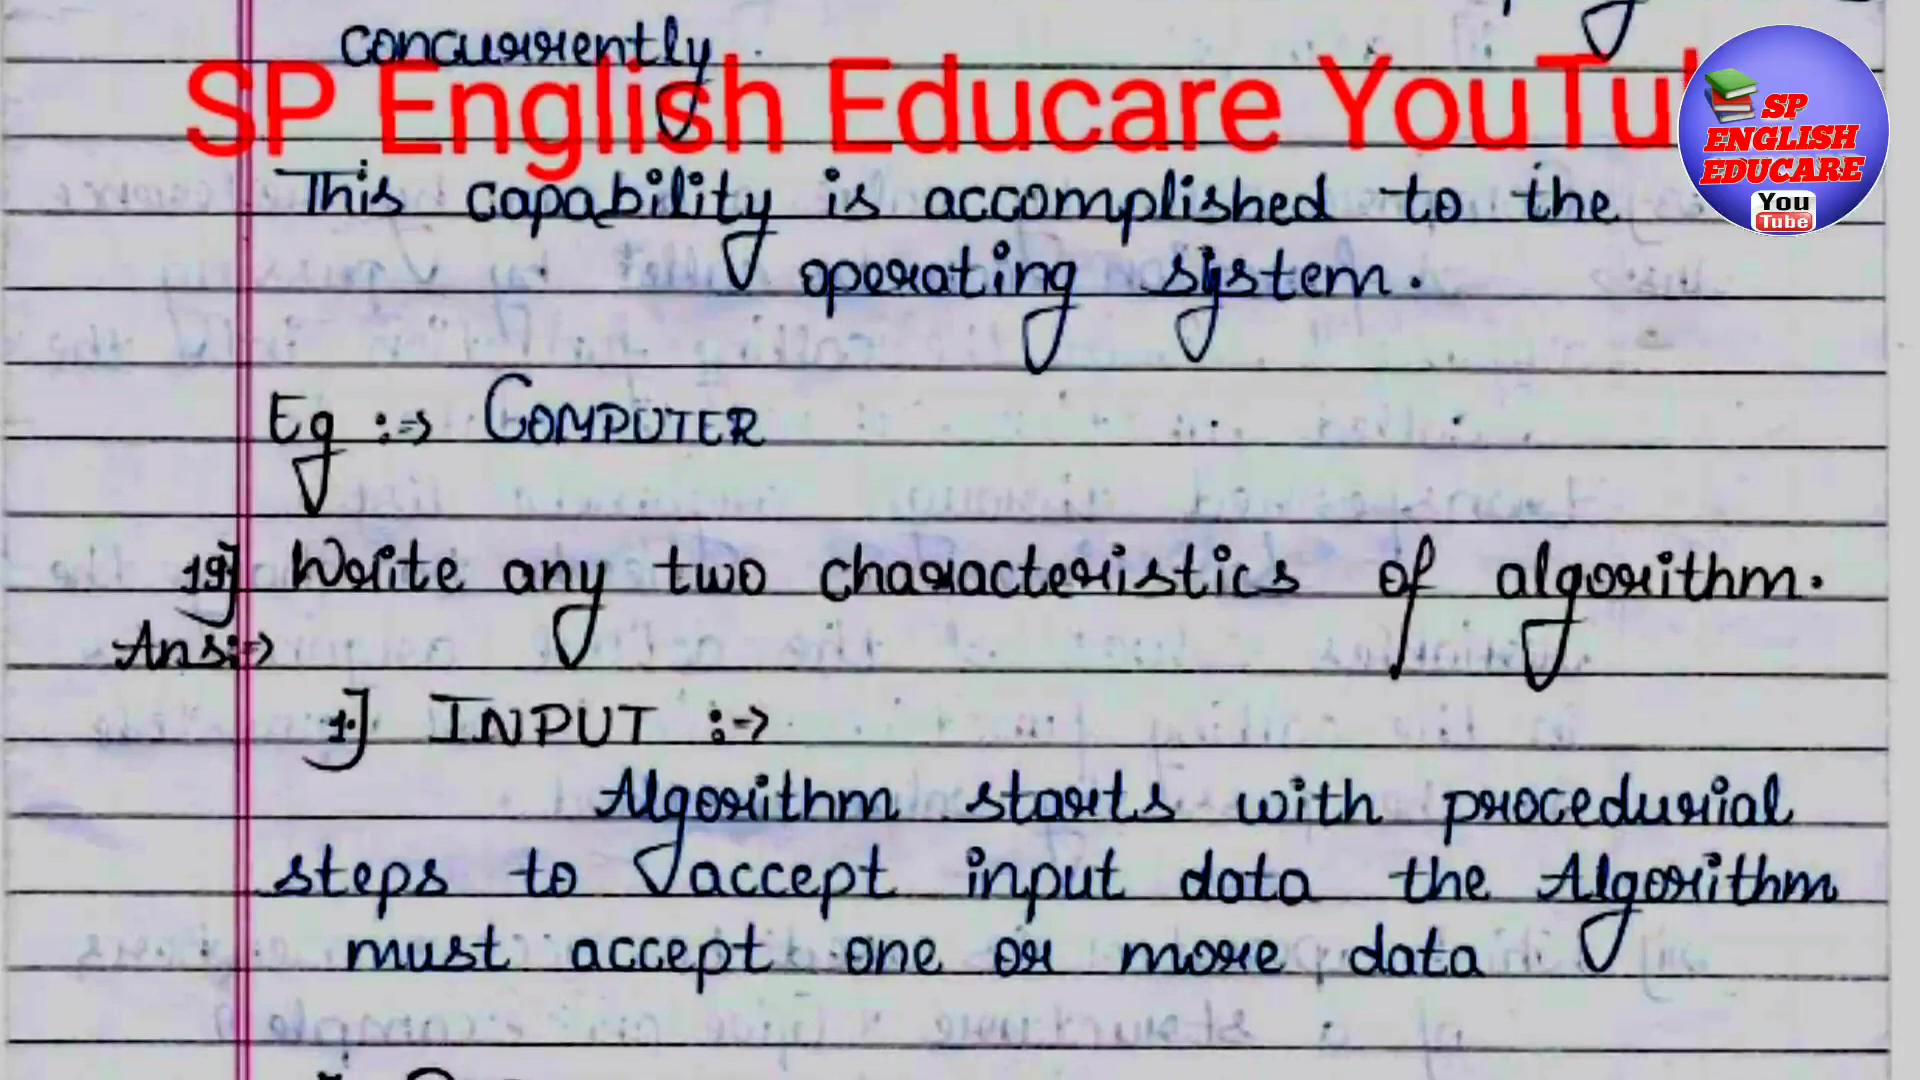 concurrently.
SP English Educare YouTu
SP
ENGLISH
EDUCARE
You
Tube
This capability is accomplished to the
operating system.
Eg :-> COMPUTER
19] Write any two characteristics of algorithm.
Ans:->
1.] INPUT :->
Algorithm starts with procedurial
steps to accept input data the Algorithm
must accept one or more data